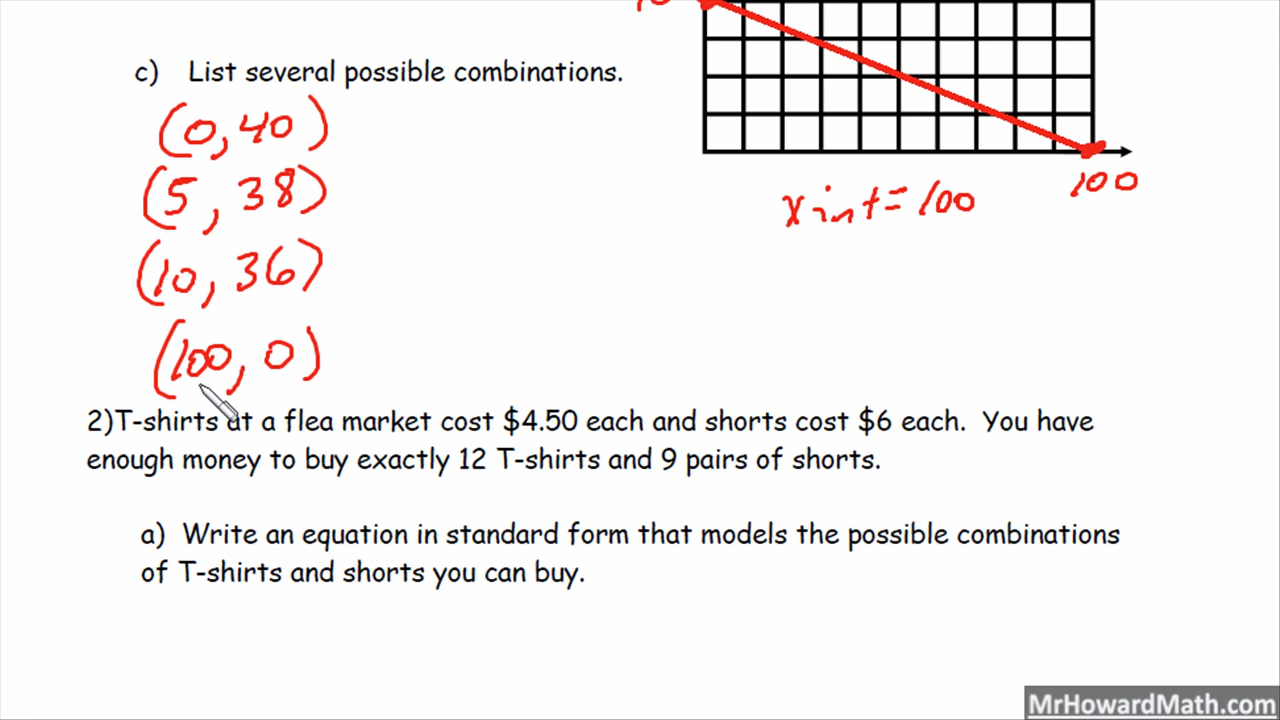 c) List several possible combinations.
(0, 40)
(5, 38)
(10, 36)
(100, 0)
100
x int = 100
2)T-shirts at a flea market cost $4.50 each and shorts cost $6 each. You have
enough money to buy exactly 12 T-shirts and 9 pairs of shorts.
a) Write an equation in standard form that models the possible combinations
of T-shirts and shorts you can buy.
MrHowardMath.com